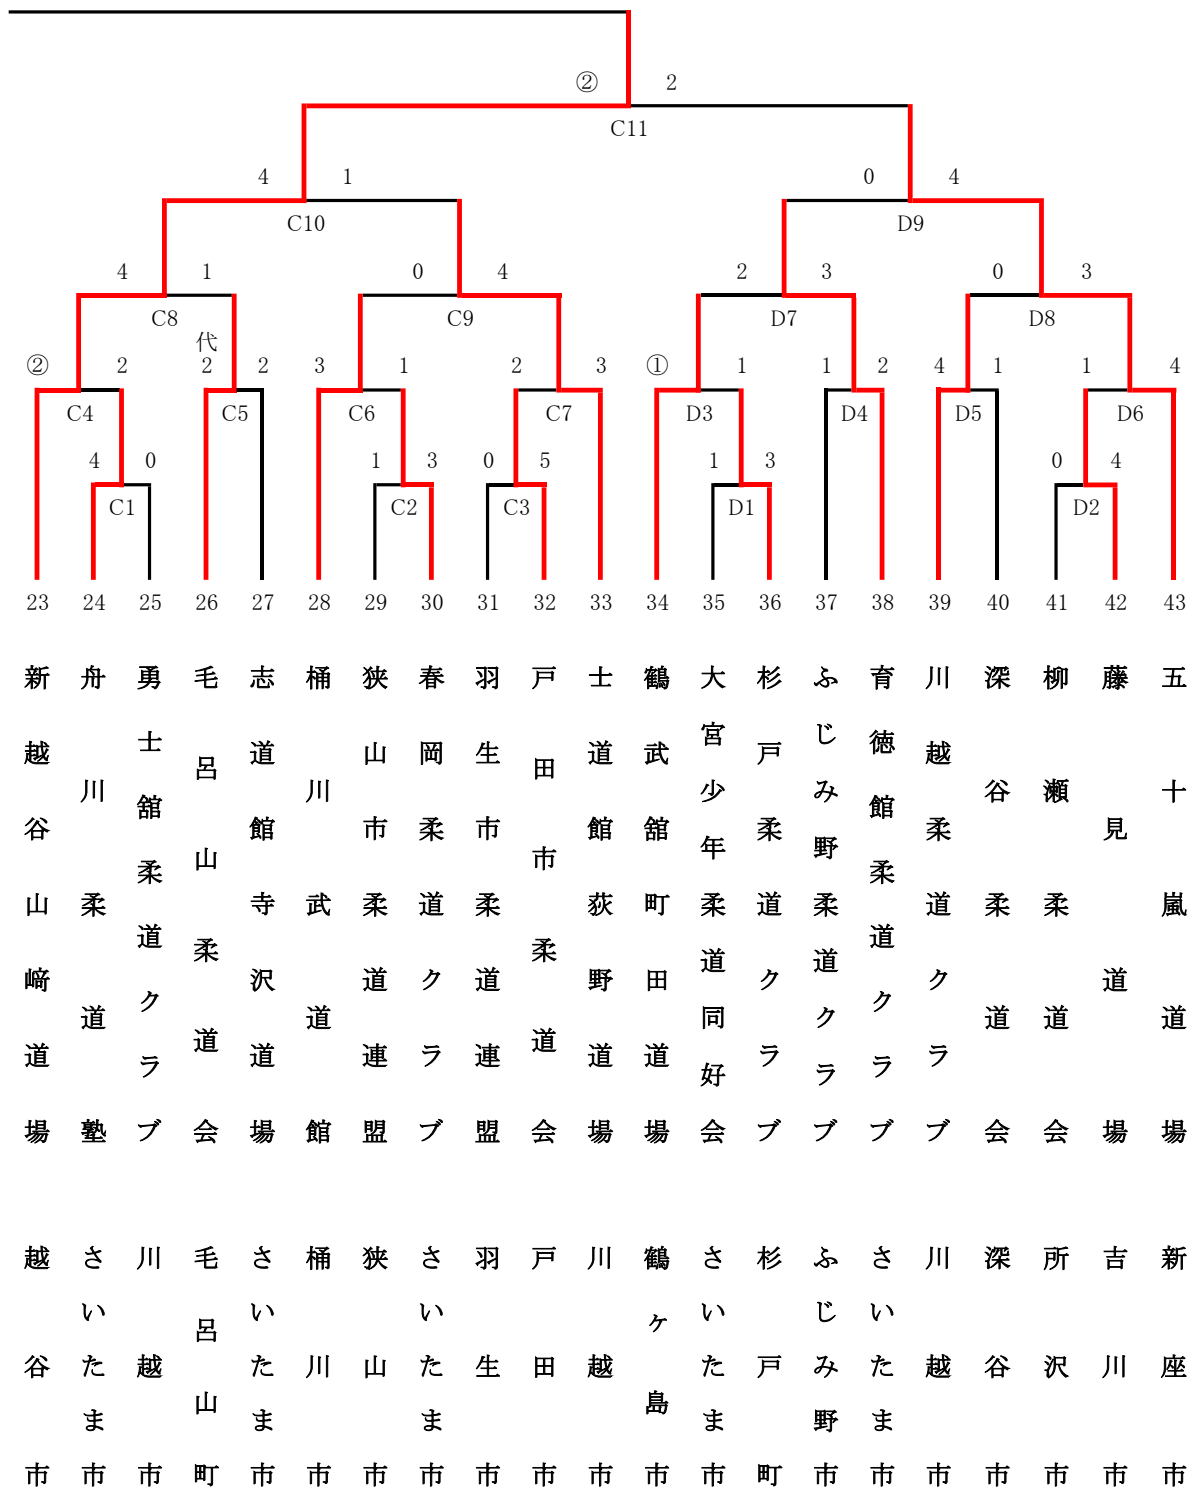 ② 2
C11
4 1 0 4
C10 D9
4 1 0 4 2 3 0 3
C8 C9 D7 D8
代
② 2 2 2 3 1 2 3 ① 1 1 2 4 1 1 4
C4 C5 C6 C7 D3 D4 D5 D6
4 0 1 3 0 5 1 3 0 4
C1 C2 C3 D1 D2
23 24 25 26 27 28 29 30 31 32 33 34 35 36 37 38 39 40 41 42 43
新越谷山﨑道場
舟川柔道塾
勇士舘柔道クラブ
毛呂山柔道会
志道館寺沢道場
桶川武道館
狭山市柔道連盟
春岡柔道クラブ
羽生市柔道連盟
戸田市柔道会
士道館荻野道場
鶴武舘町田道場
大宮少年柔道同好会
杉戸柔道クラブ
ふじみ野柔道クラブ
育徳館柔道クラブ
川越柔道クラブ
深谷柔道会
柳瀬柔道会
藤見道場
五十嵐道場
越谷市
さいたま市
川越市
毛呂山町
さいたま市
桶川市
狭山市
さいたま市
羽生市
戸田市
川越市
鶴ヶ島市
さいたま市
杉戸町
ふじみ野市
さいたま市
川越市
深谷市
所沢市
吉川市
新座市